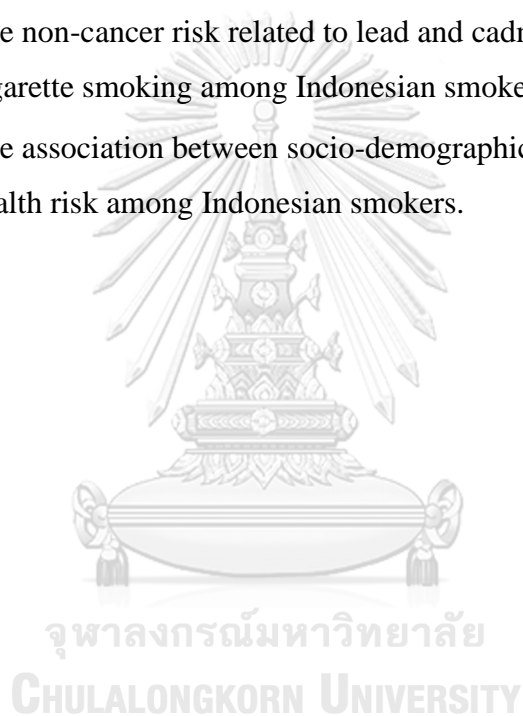 e non-cancer risk related to lead and cadr
garette smoking among Indonesian smoke
e association between socio-demographic
alth risk among Indonesian smokers.
จุฬาลงกรณ์มหาวิทยาลัย
CHULALONGKORN UNIVERSITY